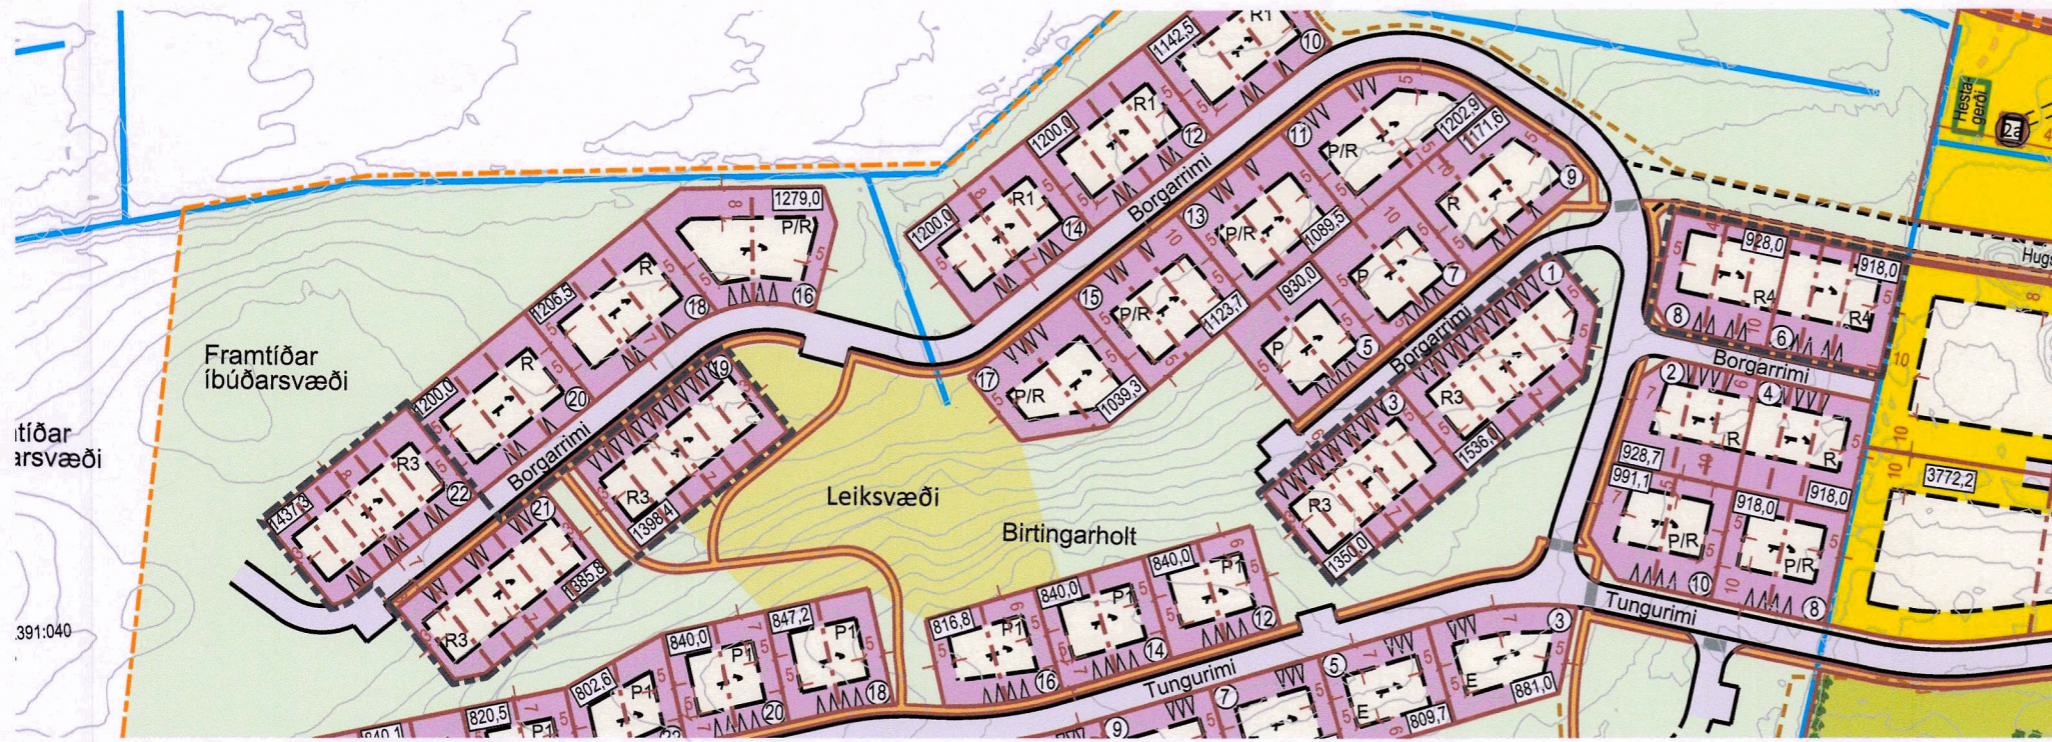 R1
10
1142,5
R1
12
1200,0
R1
14
1200,0
Borgarrimi
11
P/R
1202,9
1171,6
R
9
13
P/R
1089,5
15
P/R
1123,7
17
P/R
1039,3
930,0
P
7
P
5
Borgarrimi
1
R3
1536,0
3
R3
1350,0
1279,0
P/R
16
1206,5
R
18
1200,0
R
20
19
R3
1398,4
Borgarrimi
1437,3
R3
22
21
R3
1385,8
Framtíðar
íbúðarsvæði
tíðar
arsvæði
391:040
Leiksvæði
Birtingarholt
Hesta-
gerði
2a
Hugs
928,0
R4
8
918,0
R4
6
Borgarrimi
2
R
928,7
4
R
918,0
991,1
P/R
10
918,0
P/R
8
3772,2
Tungurimi
816,8
P1
16
840,0
P1
14
840,0
P1
12
847,2
P1
18
840,0
P1
20
802,6
P1
22
820,5
P1
840,1
Tungurimi
3
E
881,0
5
E
809,7
7
9